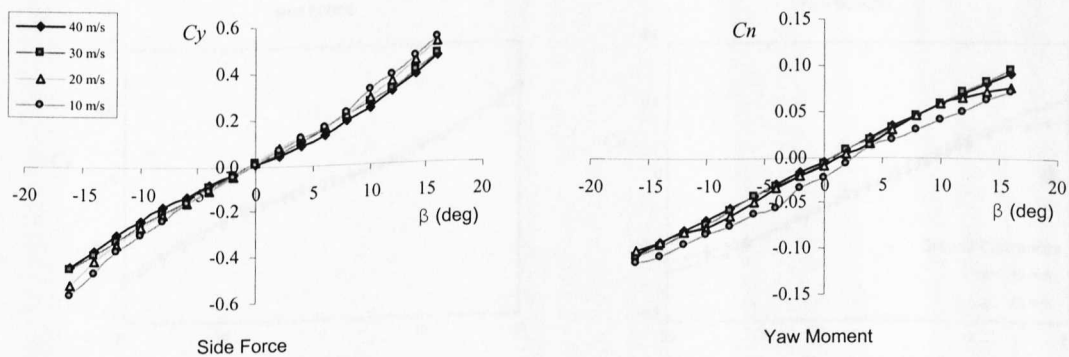 40 m/s
30 m/s
20 m/s
10 m/s
Cy
0.6
0.4
0.2
0.0
-0.2
-0.4
-0.6
-20 -15 -10 -5 0 5 10 15 20
β (deg)
Side Force
Cn
0.15
0.10
0.05
0.00
-0.05
-0.10
-0.15
-20 -15 -10 -5 0 5 10 15 20
β (deg)
Yaw Moment